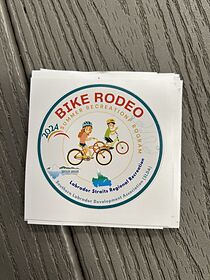 BIKE RODEO
SUMMER RECREATION PROGRAM
2024
Labrador Straits Regional Recreation
Southern Labrador Development Association (SLDA)